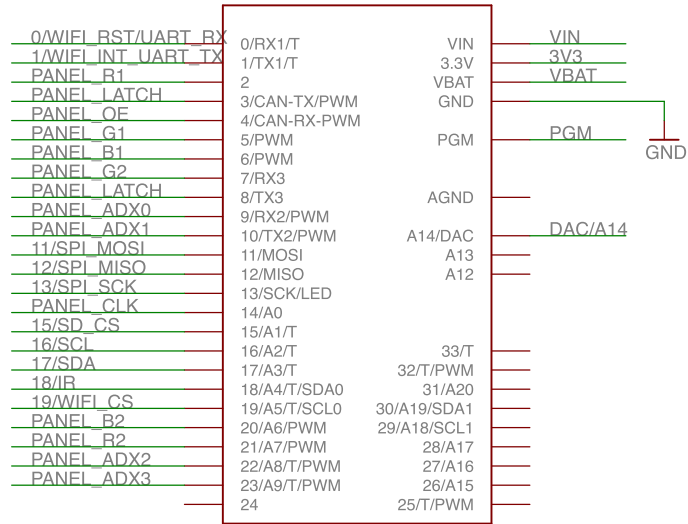 0/WIFI_RST/UART_RX
1/WIFI_INT_UART_TX
PANEL_R1
PANEL_LATCH
PANEL_OE
PANEL_G1
PANEL_B1
PANEL_G2
PANEL_LATCH
PANEL_ADX0
PANEL_ADX1
11/SPI_MOSI
12/SPI_MISO
13/SPI_SCK
PANEL_CLK
15/SD_CS
16/SCL
17/SDA
18/IR
19/WIFI_CS
PANEL_B2
PANEL_R2
PANEL_ADX2
PANEL_ADX3
0/RX1/T
1/TX1/T
2
3/CAN-TX/PWM
4/CAN-RX-PWM
5/PWM
6/PWM
7/RX3
8/TX3
9/RX2/PWM
10/TX2/PWM
11/MOSI
12/MISO
13/SCK/LED
14/A0
15/A1/T
16/A2/T
17/A3/T
18/A4/T/SDA0
19/A5/T/SCL0
20/A6/PWM
21/A7/PWM
22/A8/T/PWM
23/A9/T/PWM
24
VIN
3.3V
VBAT
GND
PGM
AGND
A14/DAC
A13
A12
33/T
32/T/PWM
31/A20
30/A19/SDA1
29/A18/SCL1
28/A17
27/A16
26/A15
25/T/PWM
VIN
3V3
VBAT
PGM
GND
DAC/A14